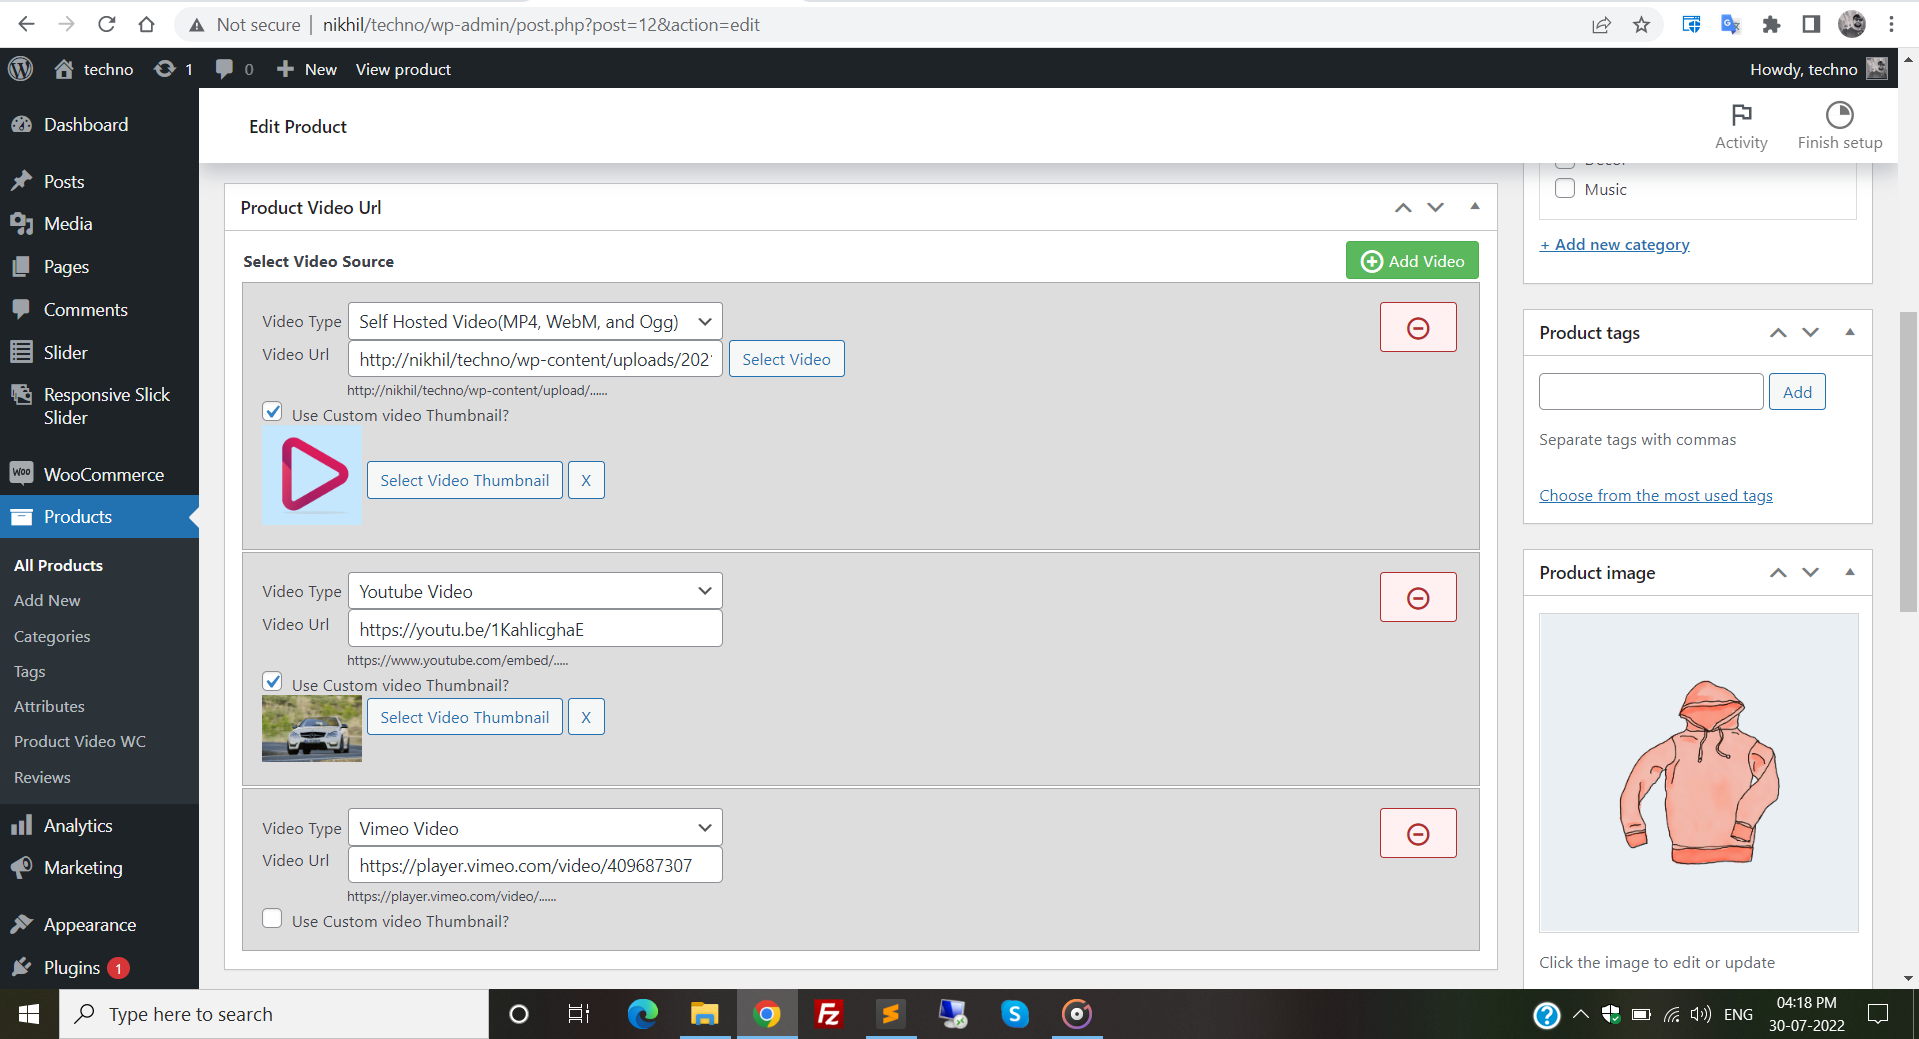 Not secure
nikhil/techno/wp-admin/post.php?post=12&action=edit
techno
1
0
New
View product
Howdy, techno
Dashboard
Posts
Media
Pages
Comments
Slider
Responsive Slick
Slider
WooCommerce
Products
All Products
Add New
Categories
Tags
Attributes
Product Video WC
Reviews
Analytics
Marketing
Appearance
Plugins 1
Edit Product
Activity
Finish setup
Product Video Url
Select Video Source
Add Video
Video Type
Self Hosted Video(MP4, WebM, and Ogg)
Video Url
http://nikhil/techno/wp-content/uploads/202
Select Video
http://nikhil/techno/wp-content/upload/......
Use Custom video Thumbnail?
Select Video Thumbnail
X
Video Type
Youtube Video
Video Url
https://youtu.be/1KahlicghaE
https://www.youtube.com/embed/.....
Use Custom video Thumbnail?
Select Video Thumbnail
X
Video Type
Vimeo Video
Video Url
https://player.vimeo.com/video/409687307
https://player.vimeo.com/video/......
Use Custom video Thumbnail?
Decor
Music
+ Add new category
Product tags
Add
Separate tags with commas
Choose from the most used tags
Product image
Click the image to edit or update
Type here to search
ENG
04:18 PM
30-07-2022